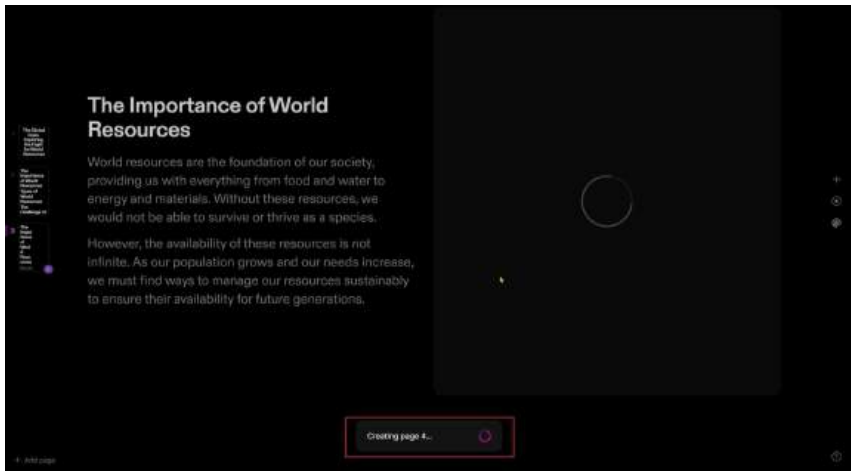 The Importance of World
Resources
World resources are the foundation of our society,
providing us with everything from food and water to
energy and materials. Without these resources, we
would not be able to survive or thrive as a species.
However, the availability of these resources is not
infinite. As our population grows and our needs increase,
we must find ways to manage our resources sustainably
to ensure their availability for future generations.
Creating page 4...
+ Add page